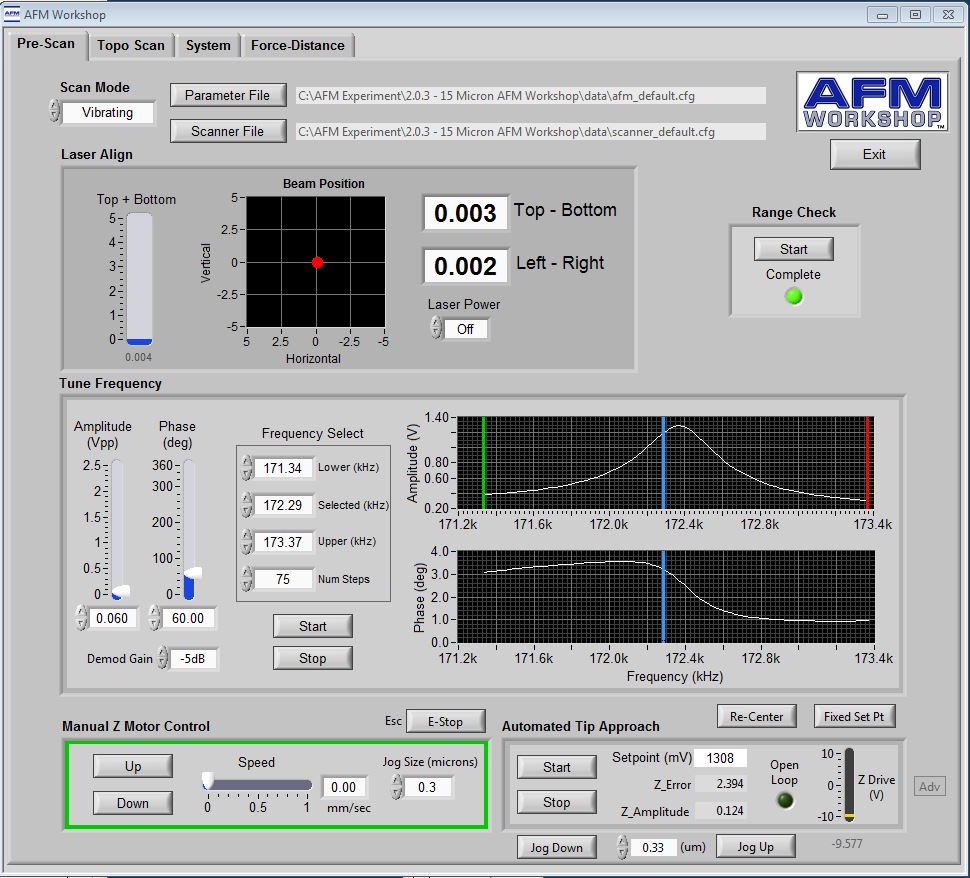 AFM AFM Workshop
Pre-Scan Topo Scan System Force-Distance
Scan Mode
Vibrating
Parameter File C:\AFM Experiment\2.0.3 - 15 Micron AFM Workshop\data\afm_default.cfg
Scanner File C:\AFM Experiment\2.0.3 - 15 Micron AFM Workshop\data\scanner_default.cfg
AFM
WORKSHOP™
Exit
Laser Align
Top + Bottom
5
4
3
2
1
0
0.004
Beam Position
Vertical
5
2.5
0
-2.5
-5
5 2.5 0 -2.5 -5
Horizontal
0.003 Top - Bottom
0.002 Left - Right
Laser Power
Off
Range Check
Start
Complete
Tune Frequency
Amplitude
(Vpp)
2.5
2
1.5
1
0.5
0
0.060
Phase
(deg)
360
300
200
100
0
60.00
Demod Gain -5dB
Frequency Select
171.34 Lower (kHz)
172.29 Selected (kHz)
173.37 Upper (kHz)
75 Num Steps
Start
Stop
Amplitude (V)
1.40
0.80
0.60
0.20
171.2k 171.6k 172.0k 172.4k 172.8k 173.4k
Phase (deg)
4.0
3.0
2.0
1.0
0.0
171.2k 171.6k 172.0k 172.4k 172.8k 173.4k
Frequency (kHz)
Manual Z Motor Control
Esc E-Stop
Up
Down
Speed
0 0.5 1
0.00
mm/sec
Jog Size (microns)
0.3
Re-Center Fixed Set Pt
Automated Tip Approach
Start
Stop
Setpoint (mV) 1308
Z_Error 2.394
Z_Amplitude 0.124
Open
Loop
10
0
-10
Z Drive
(V)
Adv
Jog Down 0.33 (um) Jog Up
-9.577